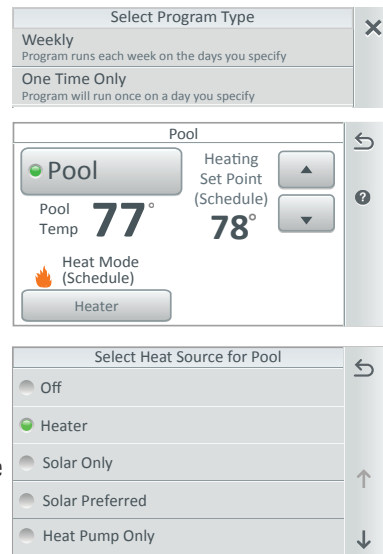 Select Program Type
Weekly
Program runs each week on the days you specify
One Time Only
Program will run once on a day you specify
Pool
Pool
Heating
Set Point
(Schedule)
78°
Pool
Temp
77°
Heat Mode
(Schedule)
Heater
Select Heat Source for Pool
Off
Heater
Solar Only
Solar Preferred
Heat Pump Only
e